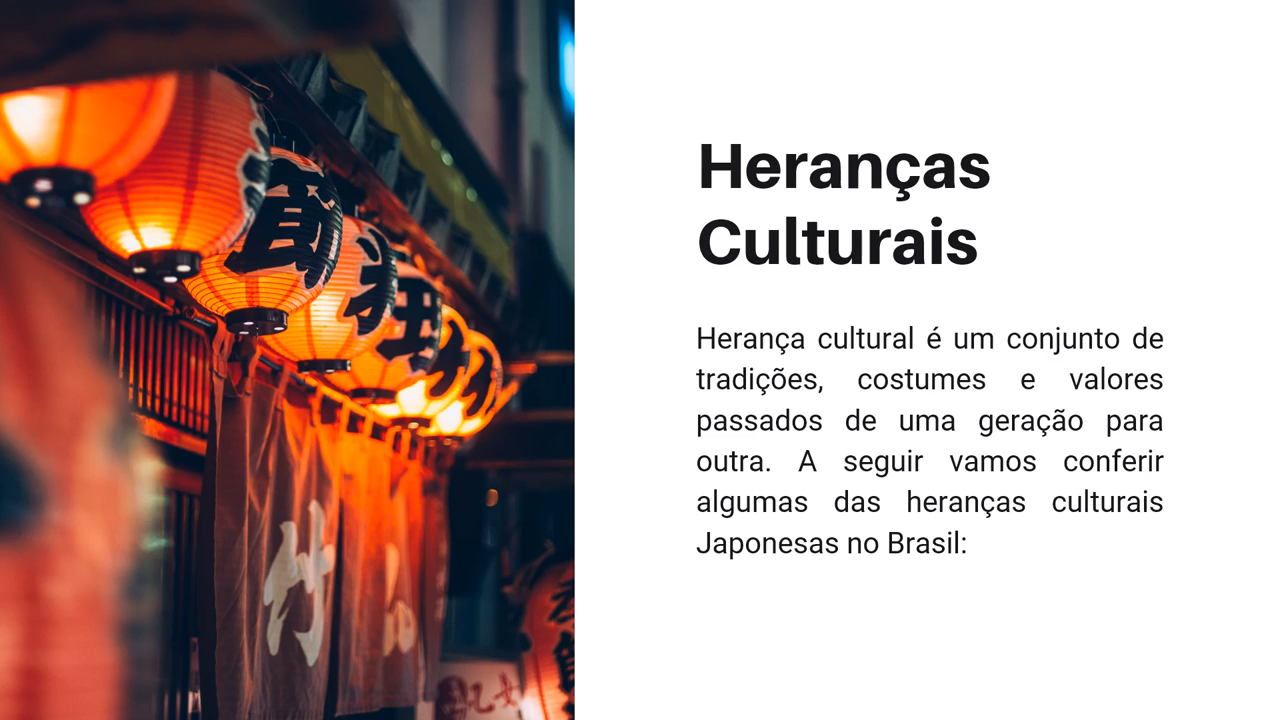 Heranças
Culturais
Herança cultural é um conjunto de
tradições, costumes e valores
passados de uma geração para
outra. A seguir vamos conferir
algumas das heranças culturais
Japonesas no Brasil: